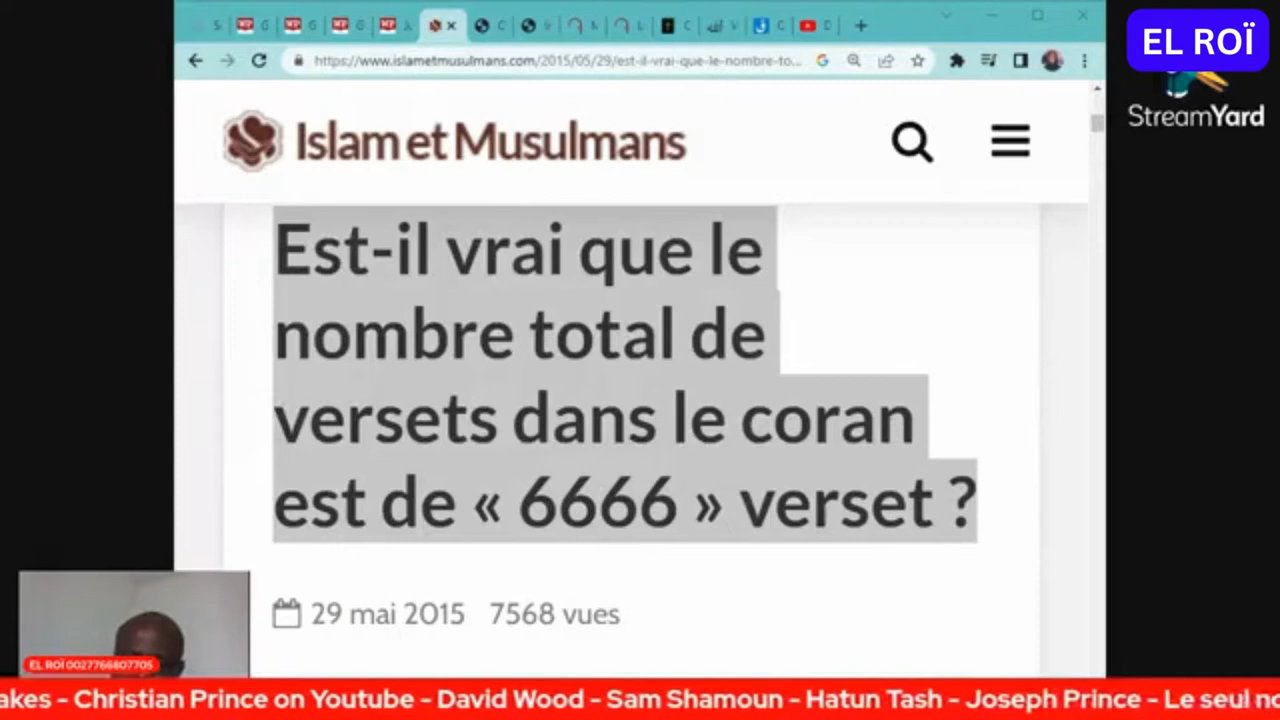 EL ROÏ
https://www.islametmusulmans.com/2015/05/29/est-il-vrai-que-le-nombre-to...
StreamYard
Islam et Musulmans
Est-il vrai que le
nombre total de
versets dans le coran
est de « 6666 » verset ?
29 mai 2015 7568 vues
EL ROÏ 0027766807705
akes - Christian Prince on Youtube - David Wood - Sam Shamoun - Hatun Tash - Joseph Prince - Le seul no